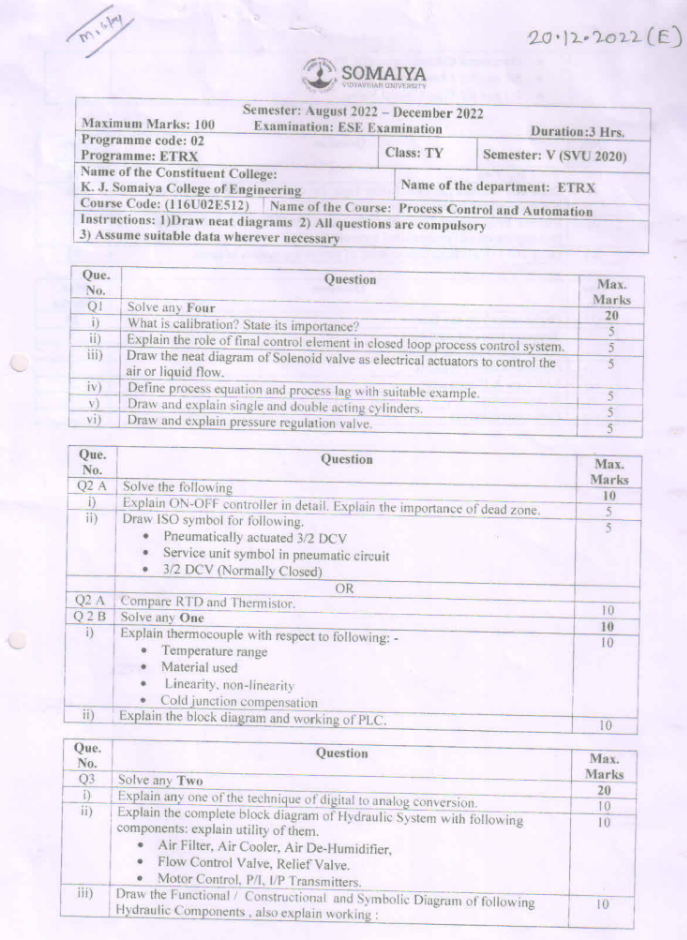 20.12.2022 (E)
SOMAIYA
VIDYAVIHAR UNIVERSITY
Semester: August 2022 – December 2022
Maximum Marks: 100 Examination: ESE Examination Duration:3 Hrs.
Programme code: 02
Programme: ETRX
Class: TY
Semester: V (SVU 2020)
Name of the Constituent College:
K. J. Somaiya College of Engineering
Name of the department: ETRX
Course Code: (116U02E512) Name of the Course: Process Control and Automation
Instructions: 1)Draw neat diagrams 2) All questions are compulsory
3) Assume suitable data wherever necessary
Que. No. Question Max. Marks
Q1 Solve any Four 20
i) What is calibration? State its importance? 5
ii) Explain the role of final control element in closed loop process control system. 5
iii) Draw the neat diagram of Solenoid valve as electrical actuators to control the 5
air or liquid flow.
iv) Define process equation and process lag with suitable example. 5
v) Draw and explain single and double acting cylinders. 5
vi) Draw and explain pressure regulation valve. 5
Que. No. Question Max. Marks
Q2 A Solve the following 10
i) Explain ON-OFF controller in detail. Explain the importance of dead zone. 5
ii) Draw ISO symbol for following. 5
• Pneumatically actuated 3/2 DCV
• Service unit symbol in pneumatic circuit
• 3/2 DCV (Normally Closed)
OR
Q2 A Compare RTD and Thermistor. 10
Q 2 B Solve any One 10
i) Explain thermocouple with respect to following: - 10
• Temperature range
• Material used
• Linearity, non-linearity
• Cold junction compensation
ii) Explain the block diagram and working of PLC. 10
Que. No. Question Max. Marks
Q3 Solve any Two 20
i) Explain any one of the technique of digital to analog conversion. 10
ii) Explain the complete block diagram of Hydraulic System with following 10
components: explain utility of them.
• Air Filter, Air Cooler, Air De-Humidifier,
• Flow Control Valve, Relief Valve.
• Motor Control, P/I, I/P Transmitters.
iii) Draw the Functional / Constructional and Symbolic Diagram of following 10
Hydraulic Components , also explain working :